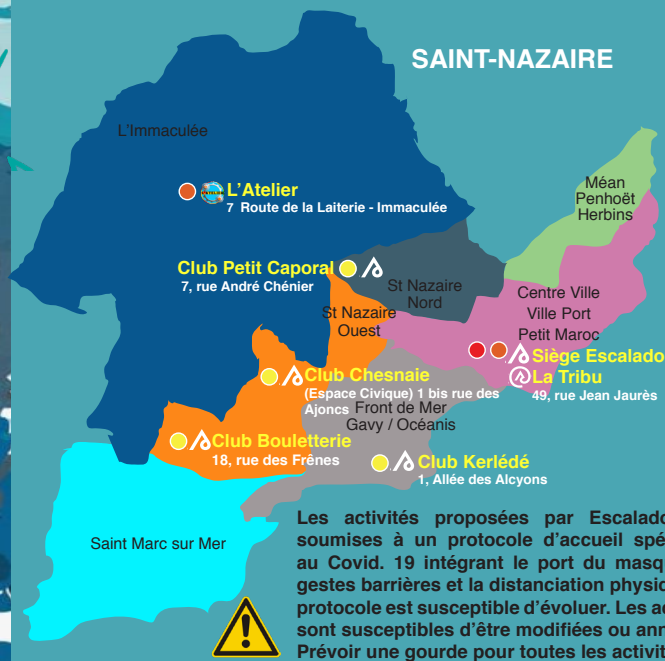 SAINT-NAZAIRE
L'Immaculée
Méan
Penhoët
Herbins
L'Atelier
7 Route de la Laiterie - Immaculée
Club Petit Caporal
7, rue André Chénier
St Nazaire
Nord
Centre Ville
Ville Port
Petit Maroc
St Nazaire
Ouest
Siège Escalado
La Tribu
49, rue Jean Jaurès
Club Chesnaie
(Espace Civique) 1 bis rue des
Ajoncs
Front de Mer
Gavy / Océanis
Club Bouletterie
18, rue des Frênes
Club Kerlédé
1, Allée des Alcyons
Saint Marc sur Mer
Les activités proposées par Escalado
soumises à un protocole d'accueil spé
au Covid. 19 intégrant le port du masq
gestes barrières et la distanciation physic
protocole est susceptible d'évoluer. Les a
sont susceptibles d'être modifiées ou ann
Prévoir une gourde pour toutes les activit